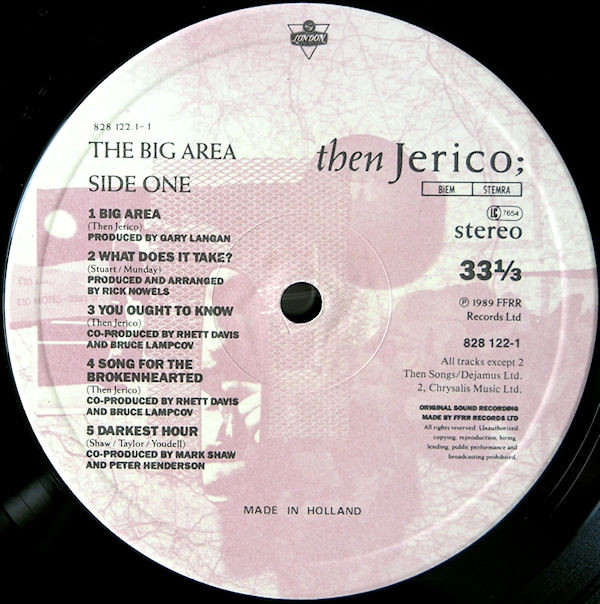 LONDON
828 122.1-1
THE BIG AREA
SIDE ONE
1 BIG AREA
(Then Jerico)
PRODUCED BY GARY LANGAN
2 WHAT DOES IT TAKE?
(Stuart / Munday)
PRODUCED AND ARRANGED
BY RICK NOWELS
3 YOU OUGHT TO KNOW
(Then Jerico)
CO-PRODUCED BY RHETT DAVIS
AND BRUCE LAMPCOV
4 SONG FOR THE
BROKENHEARTED
(Then Jerico)
CO-PRODUCED BY RHETT DAVIS
AND BRUCE LAMPCOV
5 DARKEST HOUR
(Shaw / Taylor / Youdell)
CO-PRODUCED BY MARK SHAW
AND PETER HENDERSON
then Jerico;
BIEM STEMRA
LC 7654
stereo
33⅓
℗ 1989 FFRR
Records Ltd
828 122-1
All tracks except 2
Then Songs/Dejamus Ltd.
2, Chrysalis Music Ltd.
ORIGINAL SOUND RECORDING
MADE BY FFRR RECORDS LTD
All rights reserved. Unauthorized
copying, reproduction, hiring,
lending, public performance and
broadcasting prohibited.
MADE IN HOLLAND